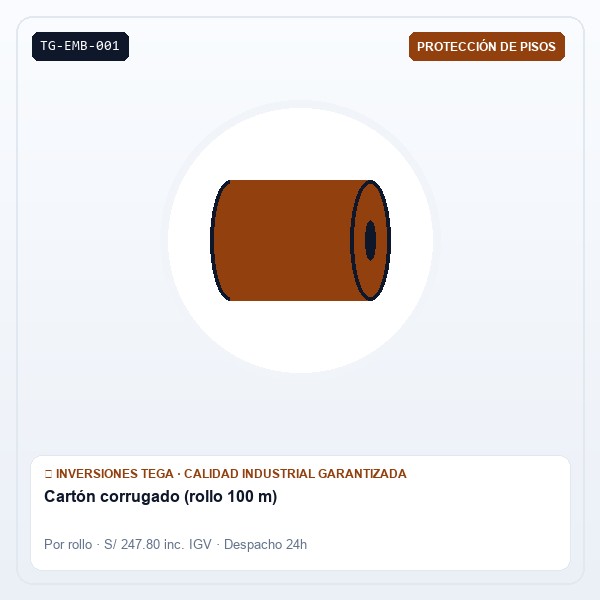 TG-EMB-001
PROTECCIÓN DE PISOS
INVERSIONES TEGA · CALIDAD INDUSTRIAL GARANTIZADA
Cartón corrugado (rollo 100 m)
Por rollo · S/ 247.80 inc. IGV · Despacho 24h